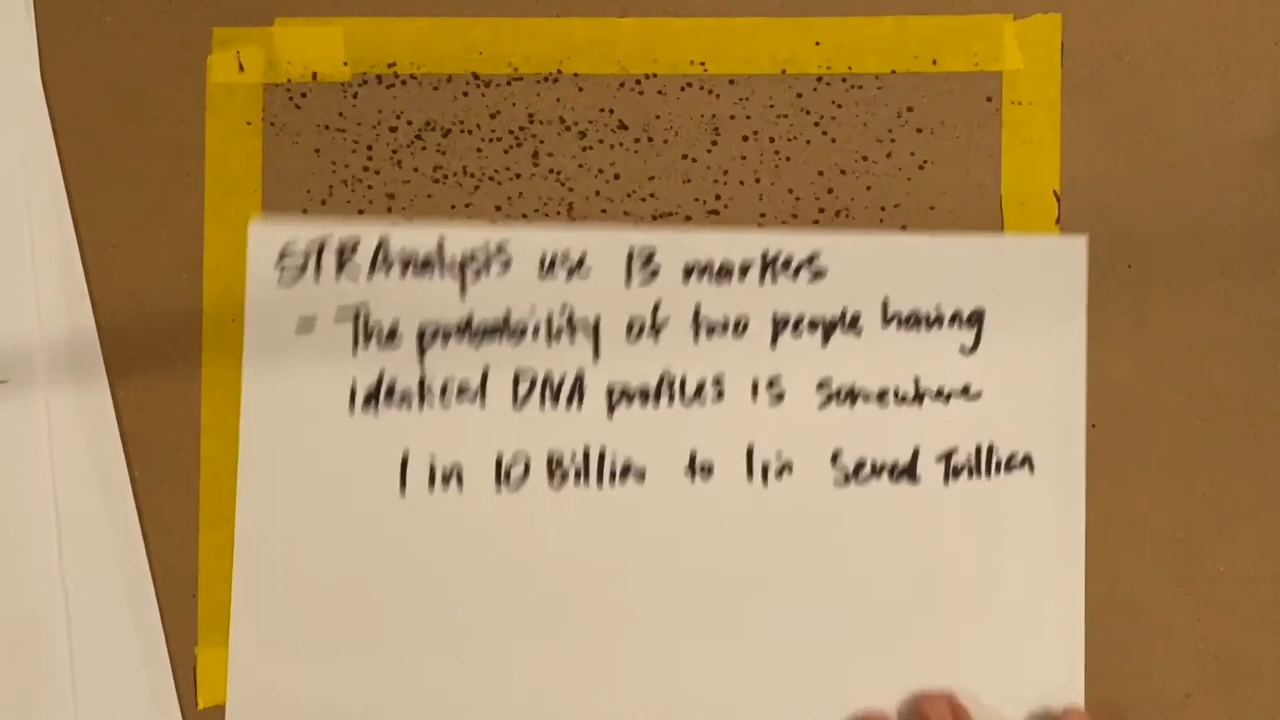 STR Analysis use 13 markers
- The probability of two people having
identical DNA profiles is somewhere
1 in 10 Billion to 1 in Several Trillion